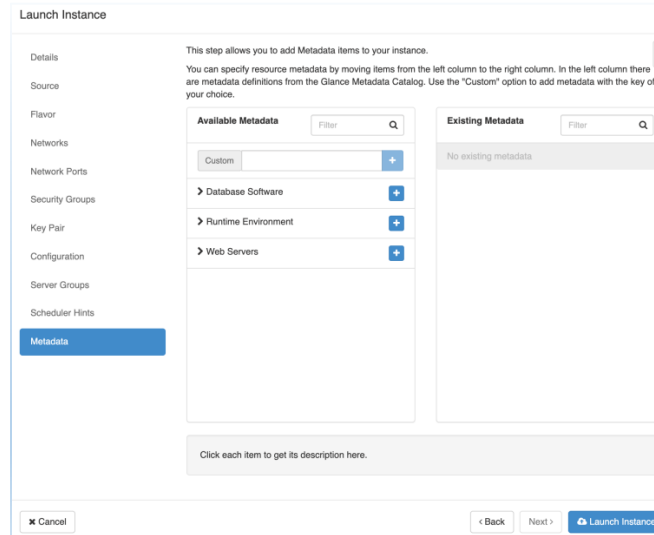 Launch Instance
Details
Source
Flavor
Networks
Network Ports
Security Groups
Key Pair
Configuration
Server Groups
Scheduler Hints
Metadata
This step allows you to add Metadata items to your instance.
You can specify resource metadata by moving items from the left column to the right column. In the left column there
are metadata definitions from the Glance Metadata Catalog. Use the "Custom" option to add metadata with the key of
your choice.
Available Metadata
Filter
Custom
Database Software
Runtime Environment
Web Servers
Existing Metadata
Filter
No existing metadata
Click each item to get its description here.
Cancel
< Back
Next >
Launch Instance